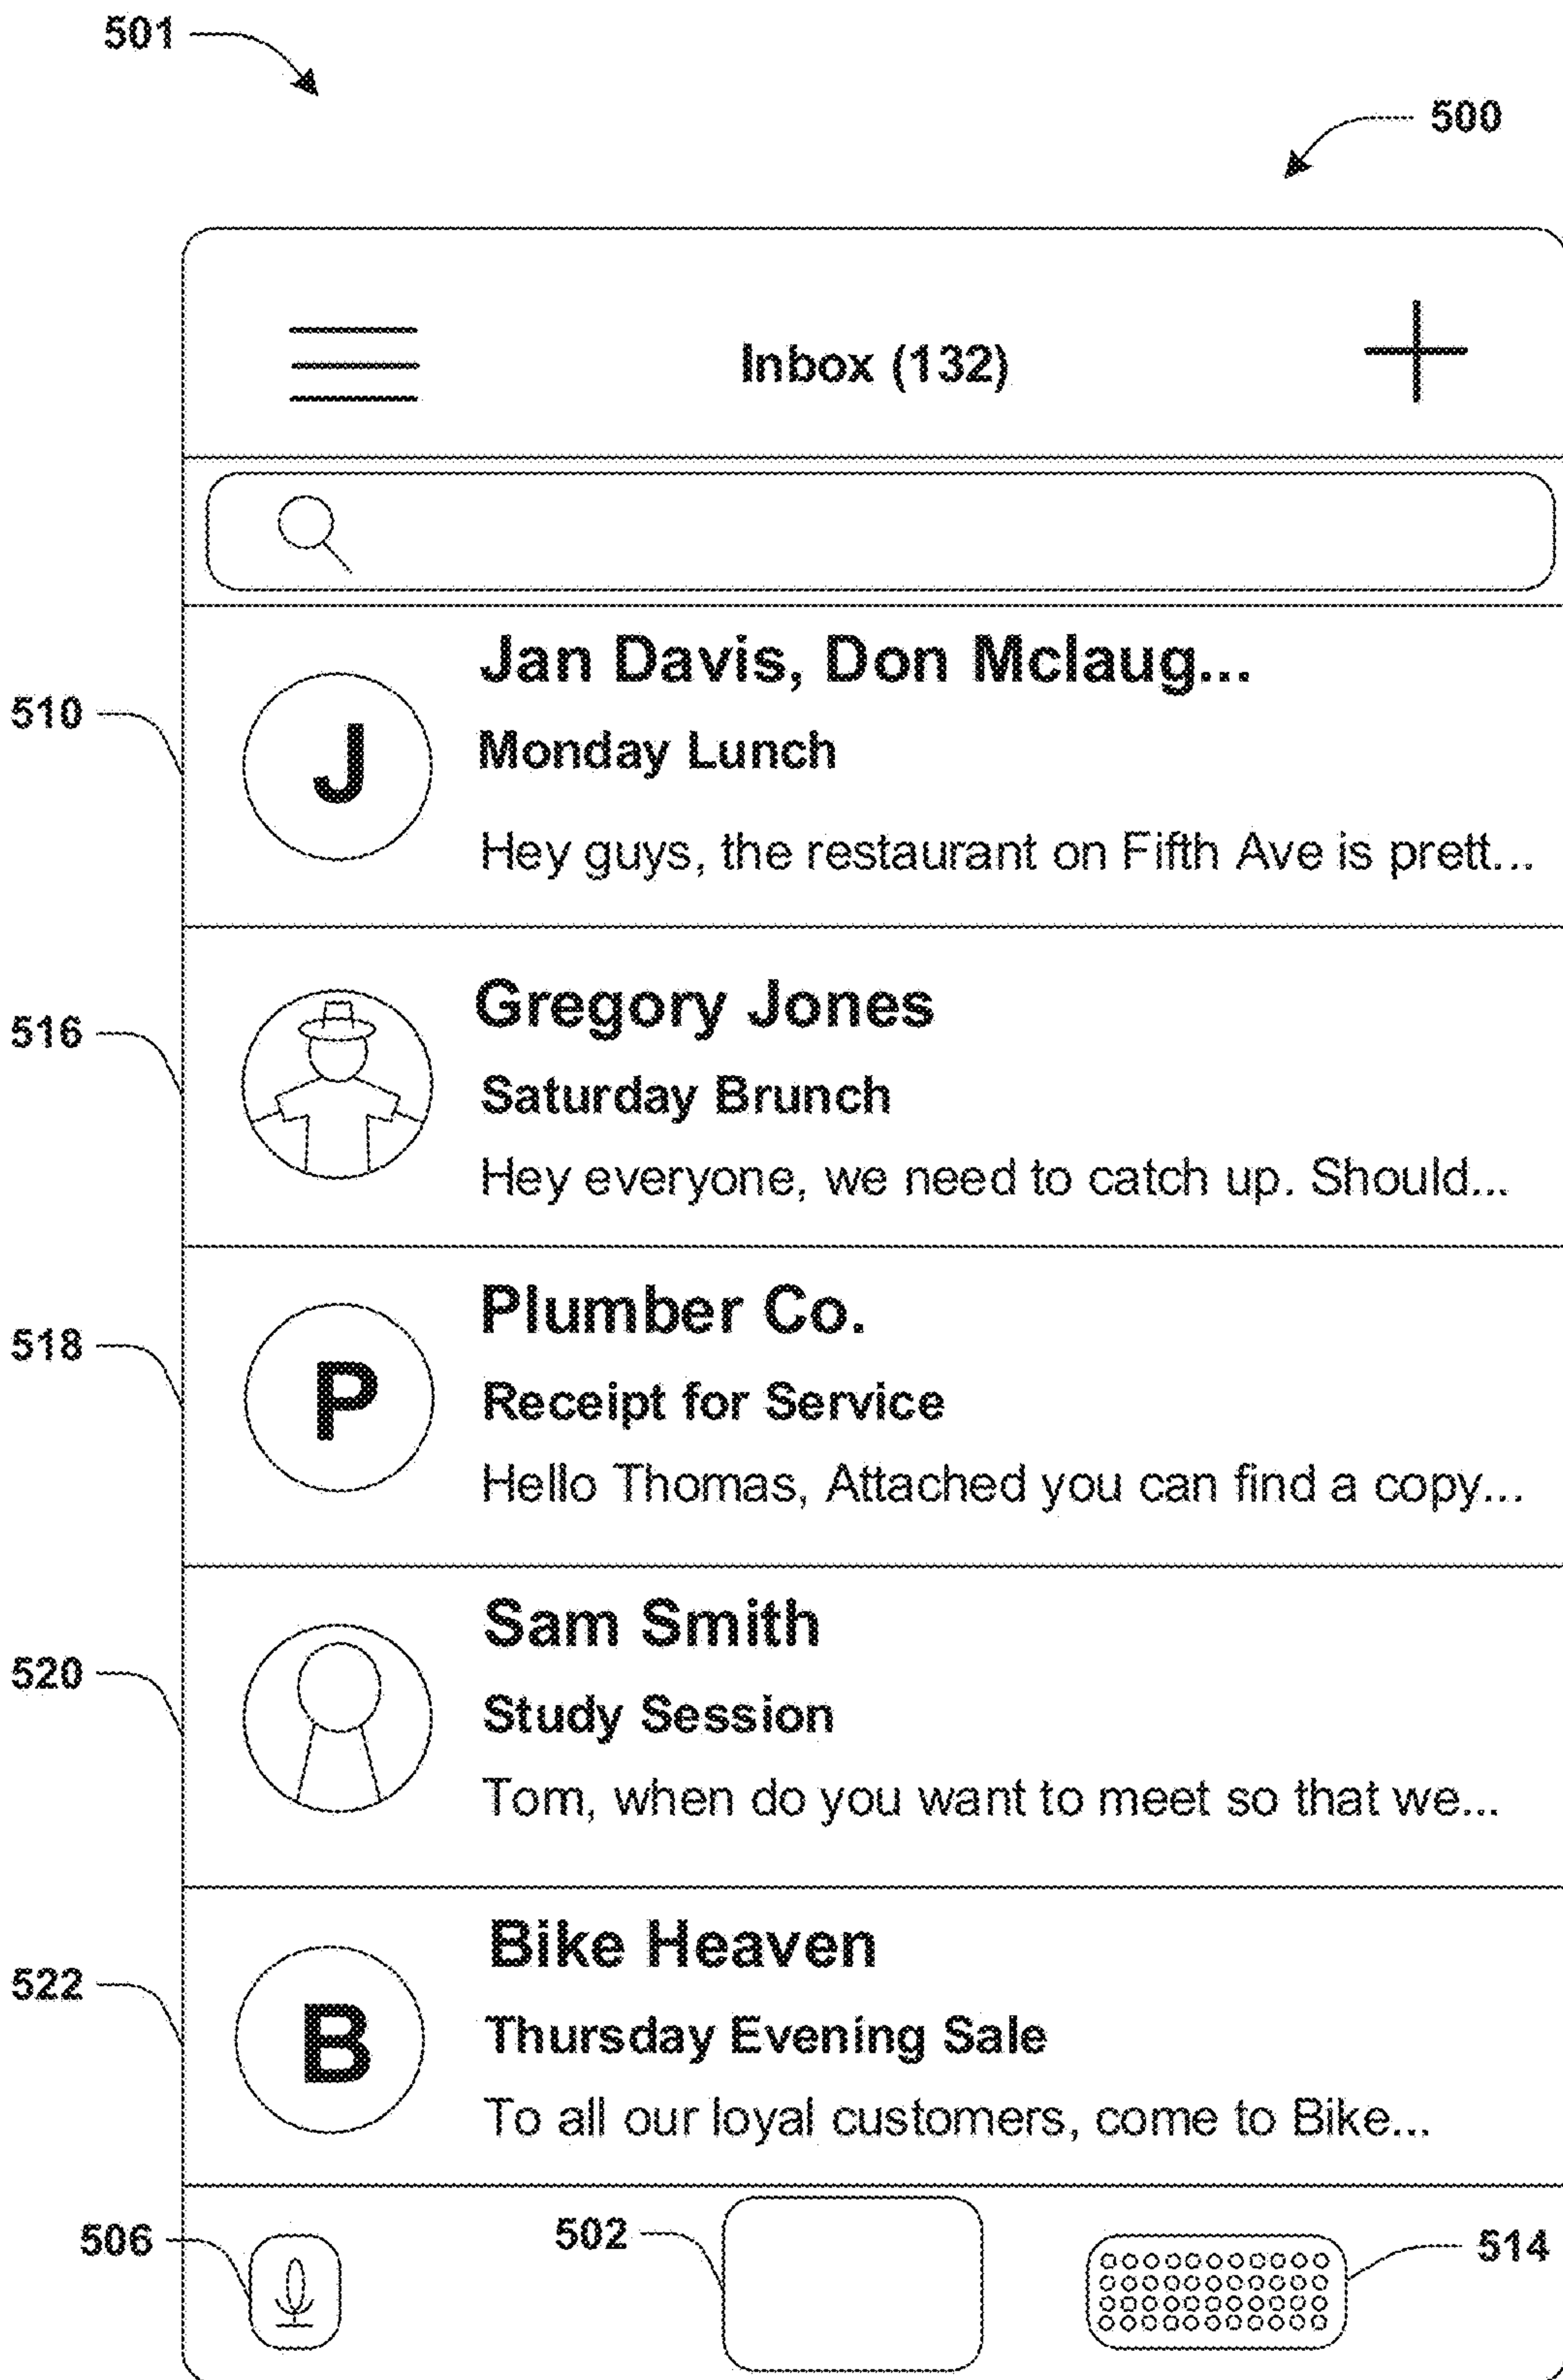 501
500
Inbox (132)
510
J
Jan Davis, Don Mclaug...
Monday Lunch
Hey guys, the restaurant on Fifth Ave is prett...
516
Gregory Jones
Saturday Brunch
Hey everyone, we need to catch up. Should...
518
P
Plumber Co.
Receipt for Service
Hello Thomas, Attached you can find a copy...
520
Sam Smith
Study Session
Tom, when do you want to meet so that we...
522
B
Bike Heaven
Thursday Evening Sale
To all our loyal customers, come to Bike...
506
502
514